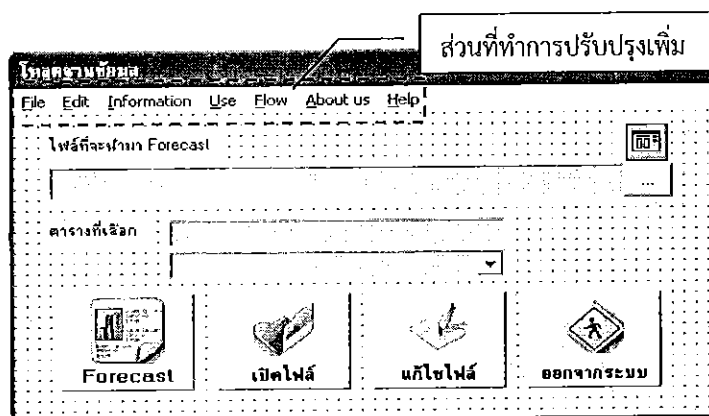 ส่วนที่ทำการปรับปรุงเพิ่ม
โหลดฐานข้อมูล
File Edit Information Use Flow About us Help
ไฟล์ที่จะนำมา Forecast
...
ตารางที่เลือก
Forecast เปิดไฟล์ แก้ไขไฟล์ ออกจากระบบ